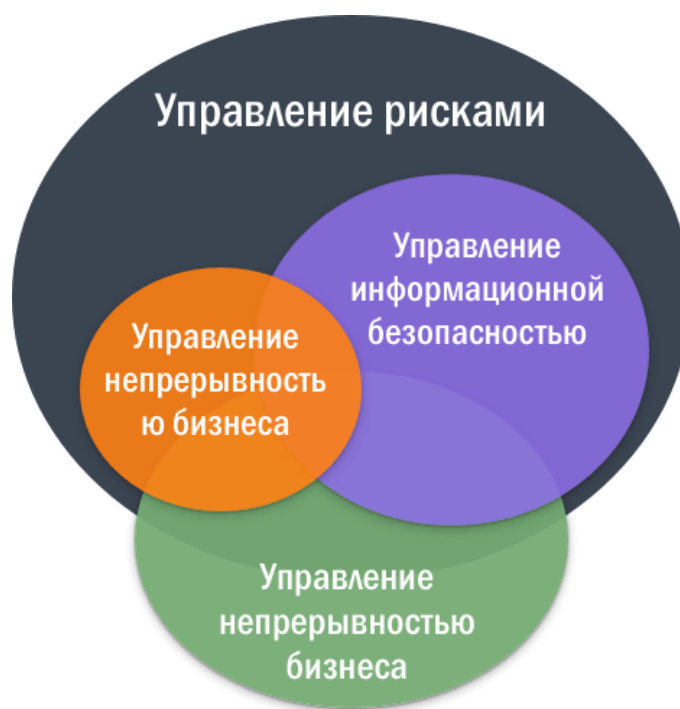 Управление рисками
Управление
информационной
безопасностью
Управление
непрерывность
ю бизнеса
Управление
непрерывностью
бизнеса